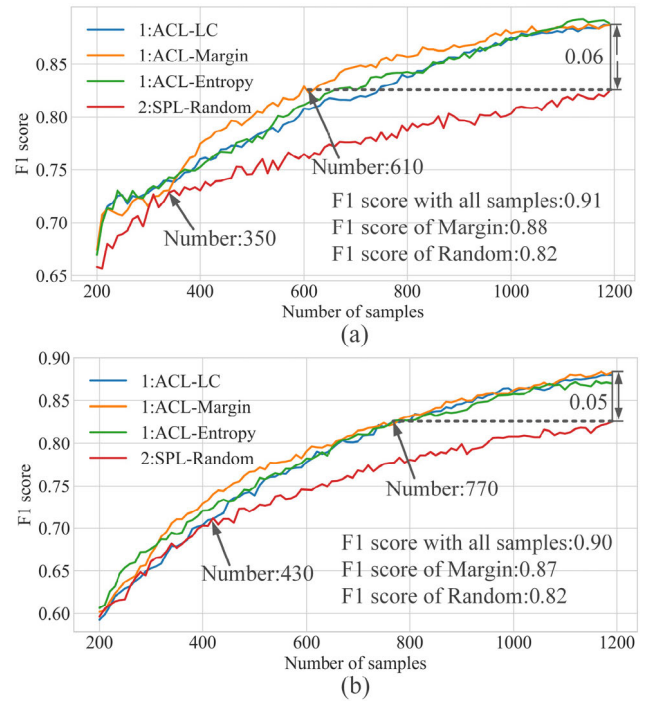 1:ACL-LC
1:ACL-Margin
1:ACL-Entropy
2:SPL-Random
0.85
0.80
0.75
0.70
0.65
F1 score
0.06
Number:610
Number:350
F1 score with all samples:0.91
F1 score of Margin:0.88
F1 score of Random:0.82
200 400 600 800 1000 1200
Number of samples
(a)
0.90
0.85
0.80
0.75
0.70
0.65
0.60
F1 score
1:ACL-LC
1:ACL-Margin
1:ACL-Entropy
2:SPL-Random
0.05
Number:770
Number:430
F1 score with all samples:0.90
F1 score of Margin:0.87
F1 score of Random:0.82
200 400 600 800 1000 1200
Number of samples
(b)